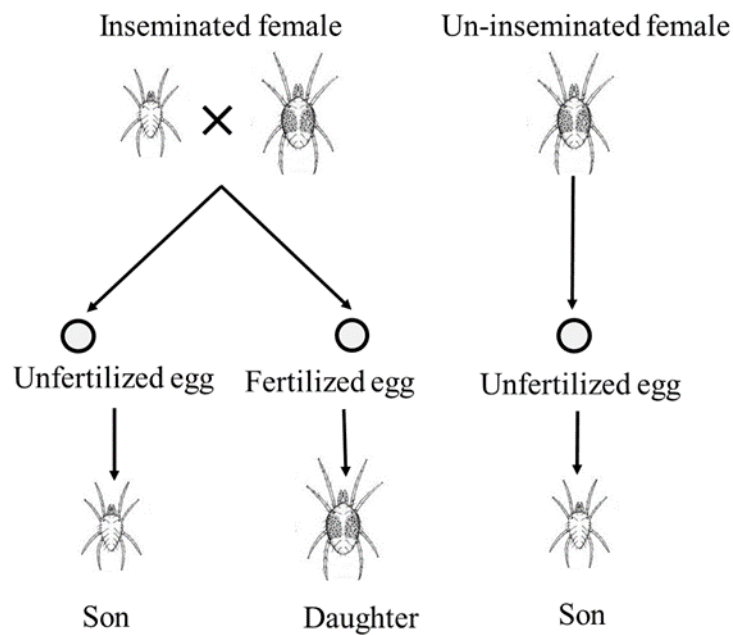 Inseminated female
Un-inseminated female
Unfertilized egg
Fertilized egg
Unfertilized egg
Son
Daughter
Son